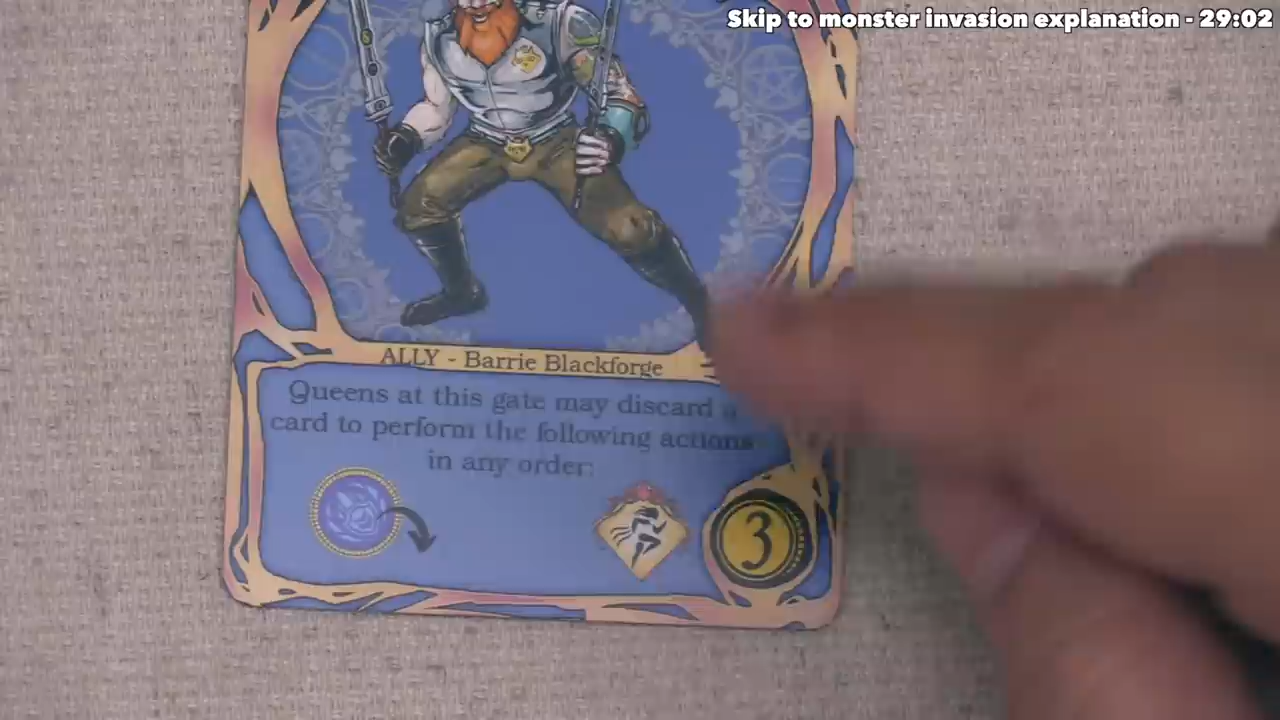 Skip to monster invasion explanation - 29:02
ALLY - Barrie Blackforge
Queens at this gate may discard a
card to perform the following actions
in any order:
3